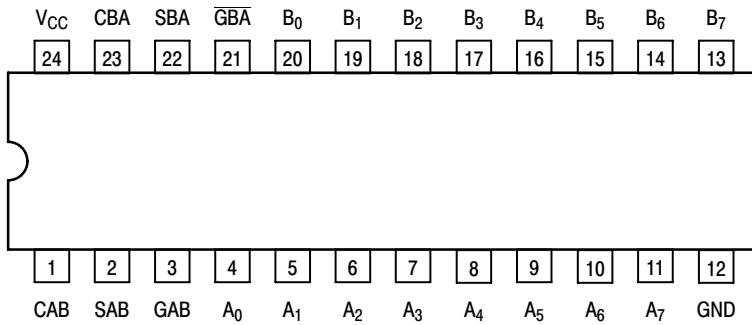 VCC CBA SBA G̅B̅A̅ B0 B1 B2 B3 B4 B5 B6 B7
24 23 22 21 20 19 18 17 16 15 14 13
1 2 3 4 5 6 7 8 9 10 11 12
CAB SAB GAB A0 A1 A2 A3 A4 A5 A6 A7 GND